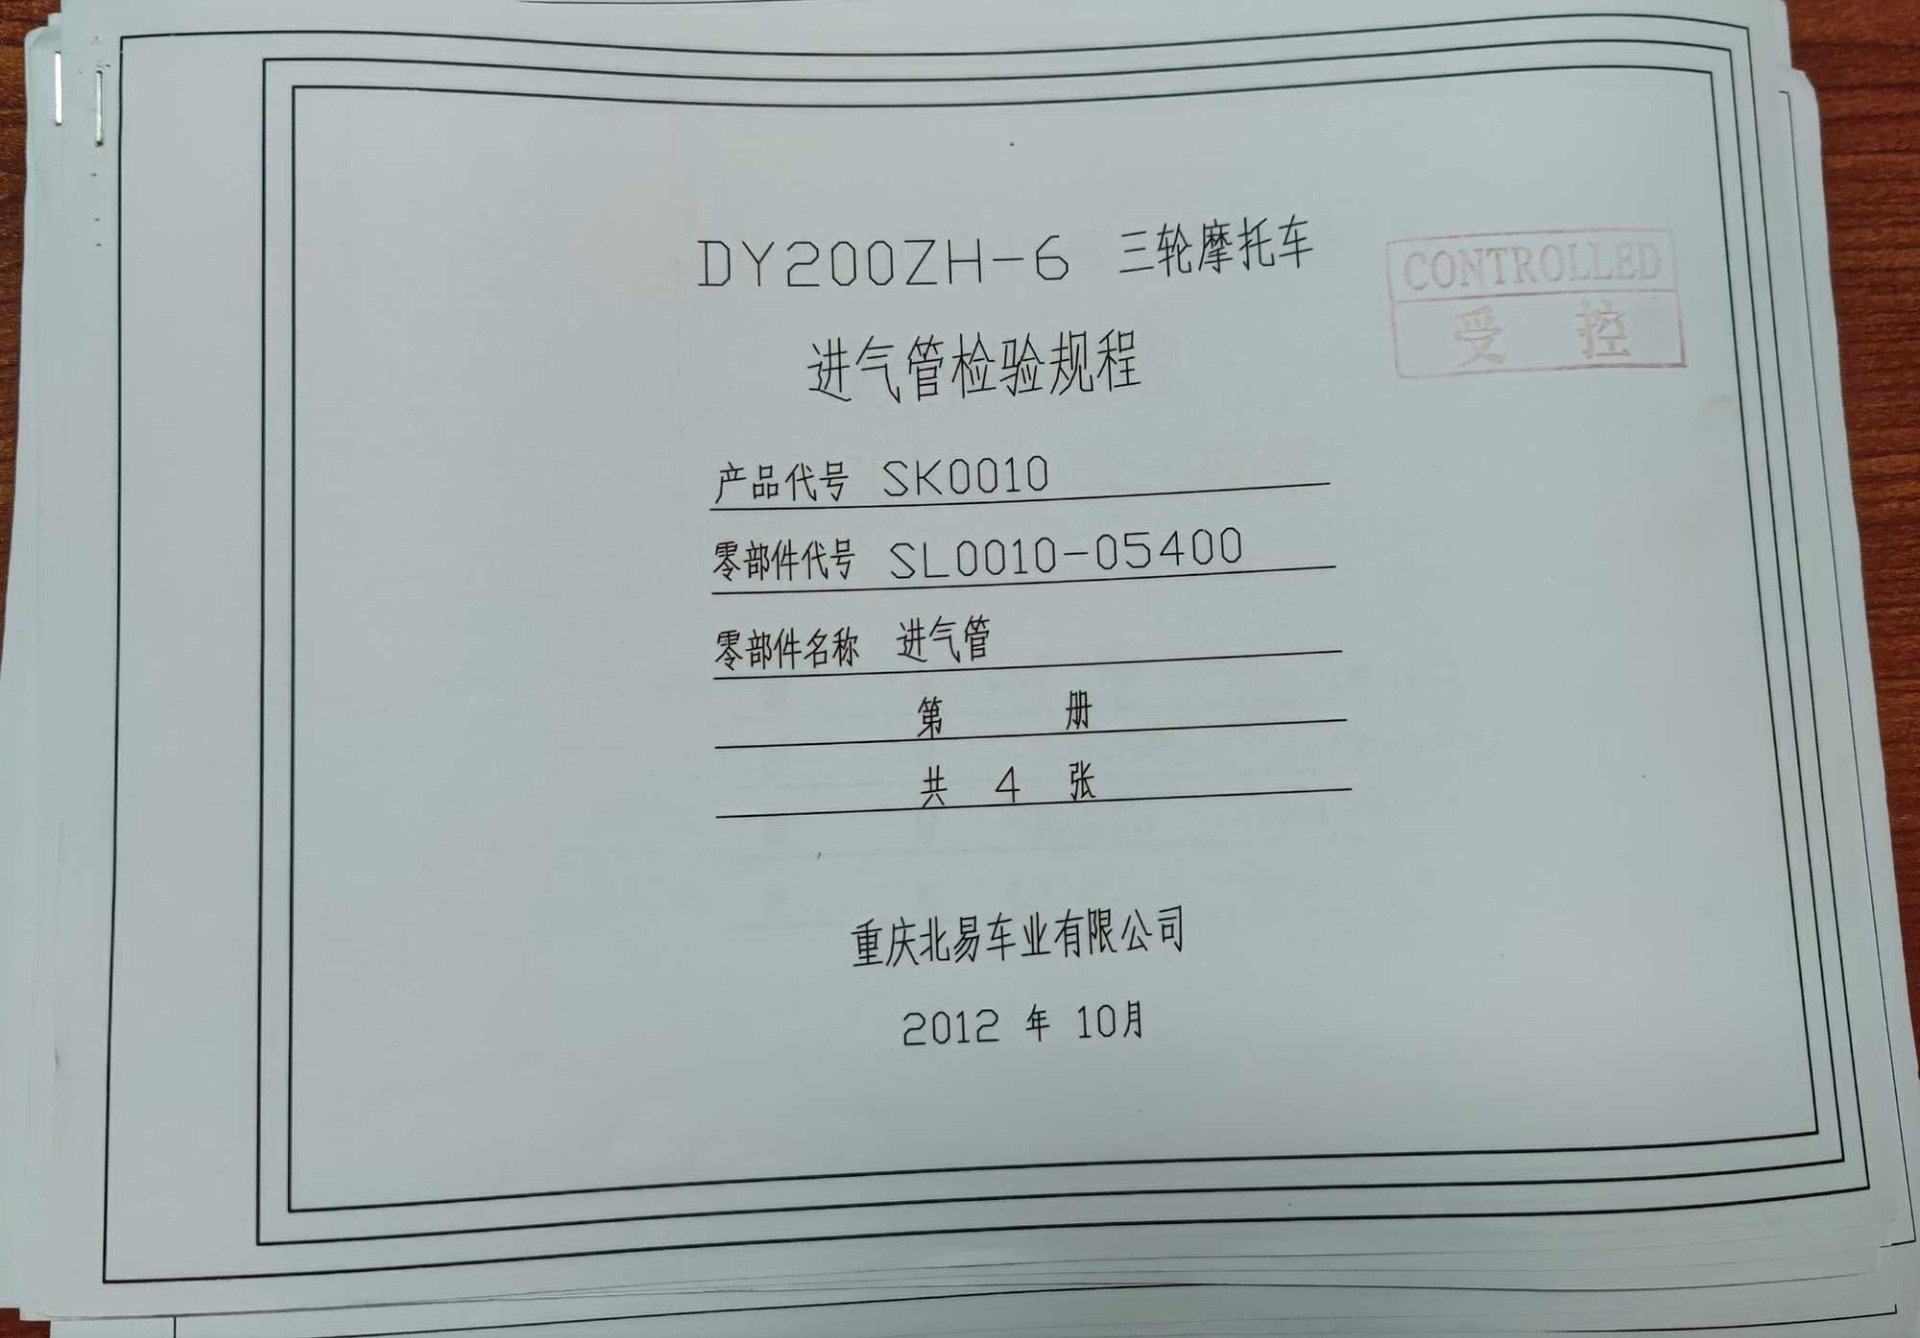 DY200ZH-6 三轮摩托车
CONTROLLED
受 控
进气管检验规程
产品代号 SK0010
零部件代号 SL0010-05400
零部件名称 进气管
第 册
共 4 张
重庆北易车业有限公司
2012 年 10月